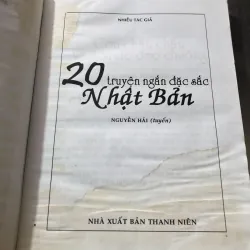 NHIỀU TÁC GIẢ
20 truyện ngắn đặc sắc
Nhật Bản
NGUYỄN HẢI (tuyển)
NHÀ XUẤT BẢN THANH NIÊN